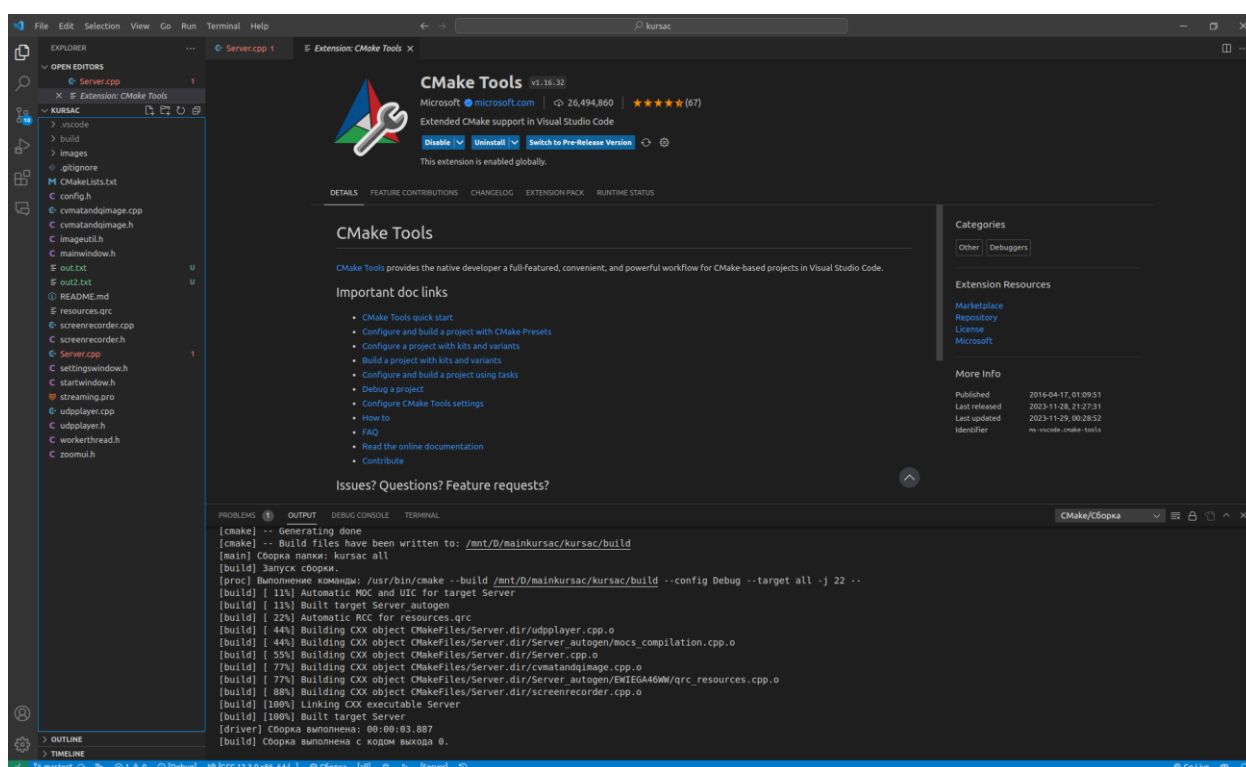 File Edit Selection View Go Run Terminal Help
kursac
EXPLORER
OPEN EDITORS
Server.cpp 1
Extension: CMake Tools
KURSAC
.vscode
build
images
.gitignore
CMakeLists.txt
config.h
cvmatandqimage.cpp
cvmatandqimage.h
imageutil.h
mainwindow.h
out.txt U
out2.txt U
README.md
resources.qrc
screenrecorder.cpp
screenrecorder.h
Server.cpp 1
settingswindow.h
startwindow.h
streaming.pro
udpplayer.cpp
udpplayer.h
workerthread.h
zoomui.h
OUTLINE
TIMELINE
Server.cpp 1 Extension: CMake Tools
CMake Tools v1.16.32
Microsoft microsoft.com 26,494,860 (67)
Extended CMake support in Visual Studio Code
Disable Uninstall Switch to Pre-Release Version
This extension is enabled globally.
DETAILS FEATURE CONTRIBUTIONS CHANGELOG EXTENSION PACK RUNTIME STATUS
CMake Tools
CMake Tools provides the native developer a full-featured, convenient, and powerful workflow for CMake-based projects in Visual Studio Code.
Important doc links
CMake Tools quick start
Configure and build a project with CMake Presets
Configure a project with kits and variants
Build a project with kits and variants
Configure and build a project using tasks
Debug a project
Configure CMake Tools settings
How to
FAQ
Read the online documentation
Contribute
Issues? Questions? Feature requests?
Categories
Other Debuggers
Extension Resources
Marketplace
Repository
License
Microsoft
More Info
Published 2016-04-17, 01:09:51
Last released 2023-11-28, 21:27:31
Last updated 2023-11-29, 00:28:52
Identifier ms-vscode.cmake-tools
PROBLEMS 1 OUTPUT DEBUG CONSOLE TERMINAL CMake/Сборка
[cmake] -- Generating done
[cmake] -- Build files have been written to: /mnt/D/mainkursac/kursac/build
[main] Сборка папки: kursac all
[build] Запуск сборки.
[proc] Выполнение команды: /usr/bin/cmake --build /mnt/D/mainkursac/kursac/build --config Debug --target all -j 22 --
[build] [ 11%] Automatic MOC and UIC for target Server
[build] [ 11%] Built target Server_autogen
[build] [ 22%] Automatic RCC for resources.qrc
[build] [ 44%] Building CXX object CMakeFiles/Server.dir/udpplayer.cpp.o
[build] [ 44%] Building CXX object CMakeFiles/Server.dir/Server_autogen/mocs_compilation.cpp.o
[build] [ 55%] Building CXX object CMakeFiles/Server.dir/Server.cpp.o
[build] [ 77%] Building CXX object CMakeFiles/Server.dir/cvmatandqimage.cpp.o
[build] [ 77%] Building CXX object CMakeFiles/Server.dir/Server_autogen/EWIEGA46WW/qrc_resources.cpp.o
[build] [ 88%] Building CXX object CMakeFiles/Server.dir/screenrecorder.cpp.o
[build] [100%] Linking CXX executable Server
[build] [100%] Built target Server
[driver] Сборка выполнена: 00:00:03.887
[build] Сборка выполнена с кодом выхода 0.